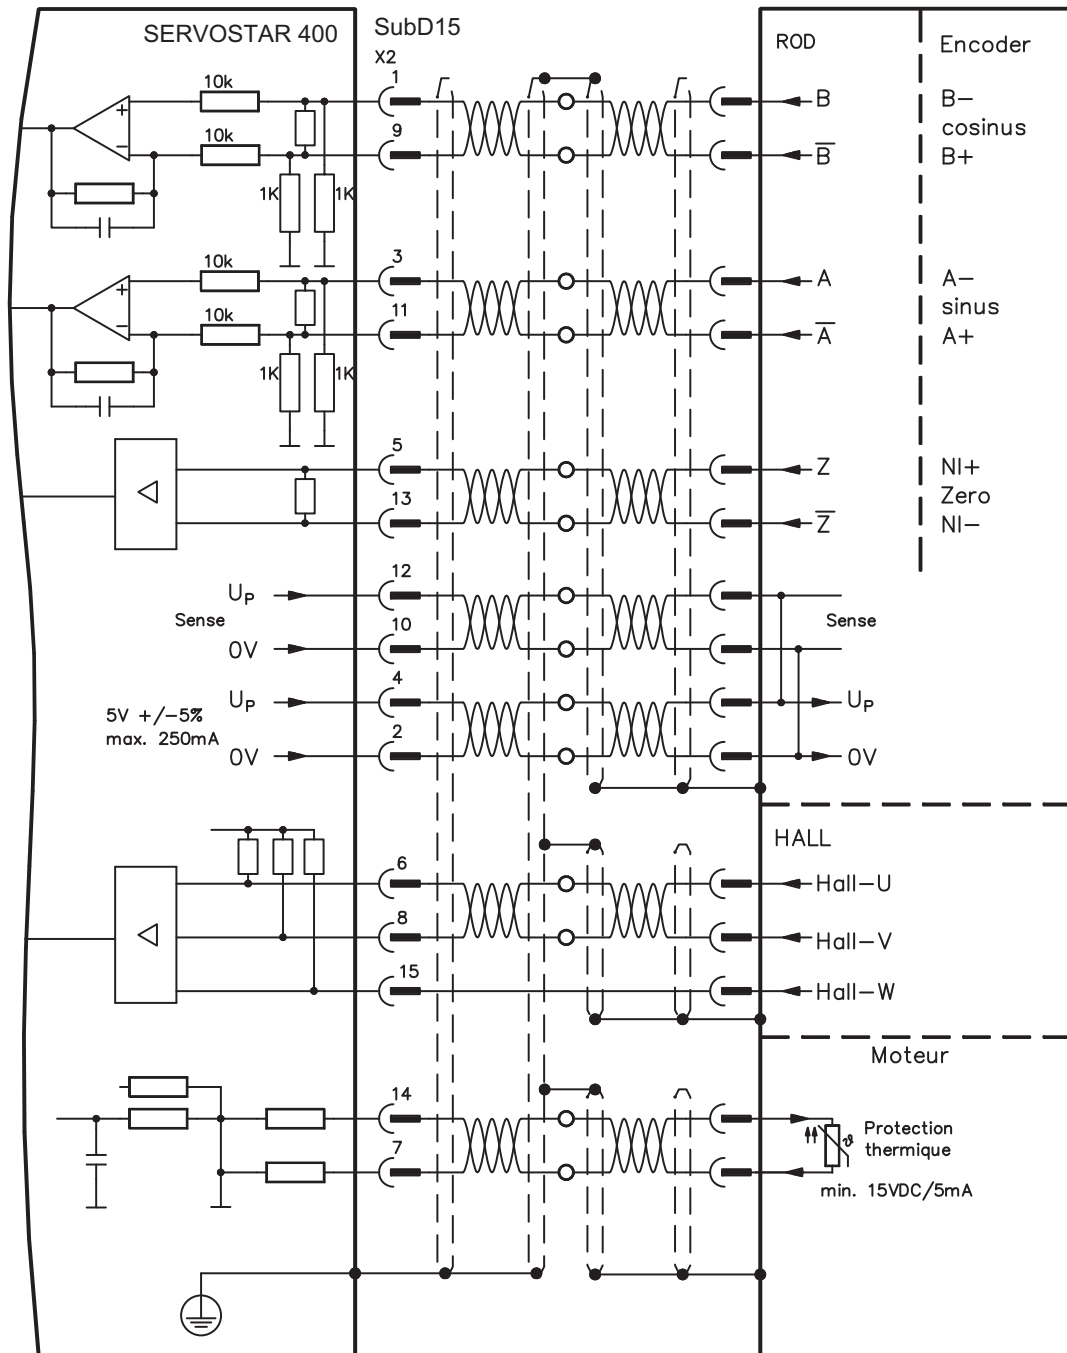 SERVOSTAR 400 SubD15
X2
ROD Encoder
10k 1 B B–
cosinus
10k 9 B̅ B+
1K 1K
10k 3 A A–
sinus
10k 11 A̅ A+
1K 1K
5 Z NI+
Zero
13 Z̅ NI–
UP 12
Sense Sense
0V 10
UP 4 UP
5V +/–5%
max. 250mA
0V 2 0V
HALL
6 Hall–U
8 Hall–V
15 Hall–W
Moteur
14
Protection
thermique
ϑ
7
min. 15VDC/5mA